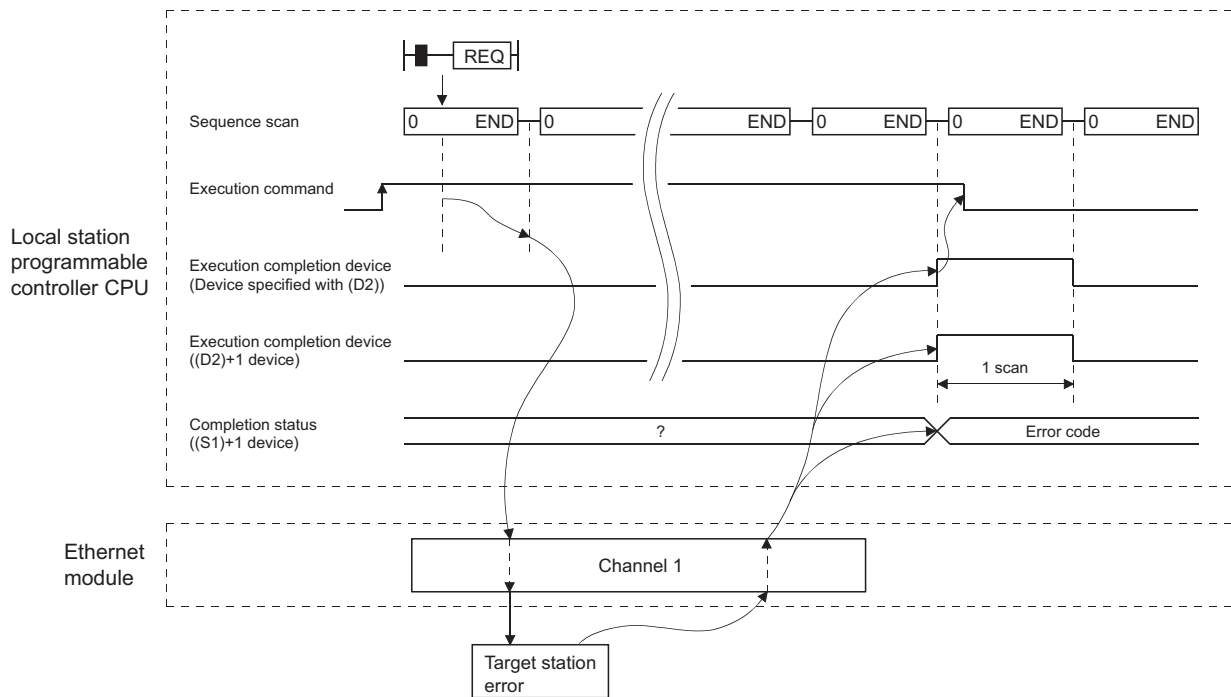 REQ
Sequence scan
0 END 0 END 0 END 0 END 0 END
Execution command
Local station
programmable
controller CPU
Execution completion device
(Device specified with (D2))
Execution completion device
((D2)+1 device)
1 scan
Completion status
((S1)+1 device)
?
Error code
Ethernet
module
Channel 1
Target station
error